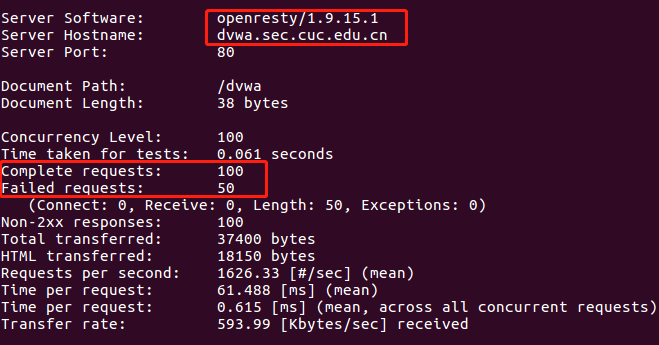 Server Software: openresty/1.9.15.1
Server Hostname: dvwa.sec.cuc.edu.cn
Server Port: 80
Document Path: /dvwa
Document Length: 38 bytes
Concurrency Level: 100
Time taken for tests: 0.061 seconds
Complete requests: 100
Failed requests: 50
(Connect: 0, Receive: 0, Length: 50, Exceptions: 0)
Non-2xx responses: 100
Total transferred: 37400 bytes
HTML transferred: 18150 bytes
Requests per second: 1626.33 [#/sec] (mean)
Time per request: 61.488 [ms] (mean)
Time per request: 0.615 [ms] (mean, across all concurrent requests)
Transfer rate: 593.99 [Kbytes/sec] received